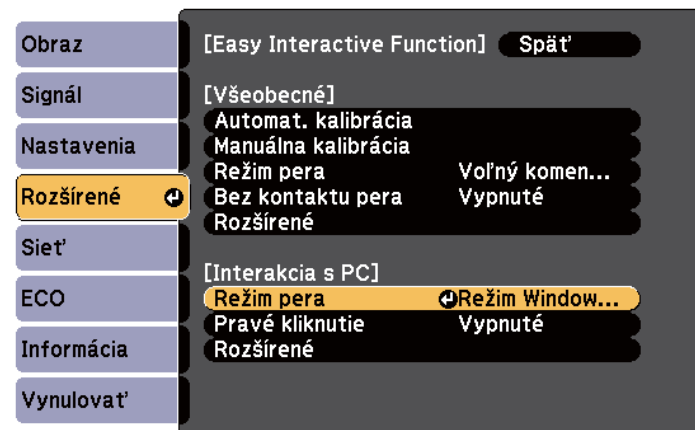 Obraz
Signál
Nastavenia
Rozšírené
Sieť
ECO
Informácia
Vynulovať
[Easy Interactive Function] Späť
[Všeobecné]
Automat. kalibrácia
Manuálna kalibrácia
Režim pera Voľný komen...
Bez kontaktu pera Vypnuté
Rozšírené
[Interakcia s PC]
Režim pera Režim Window...
Pravé kliknutie Vypnuté
Rozšírené